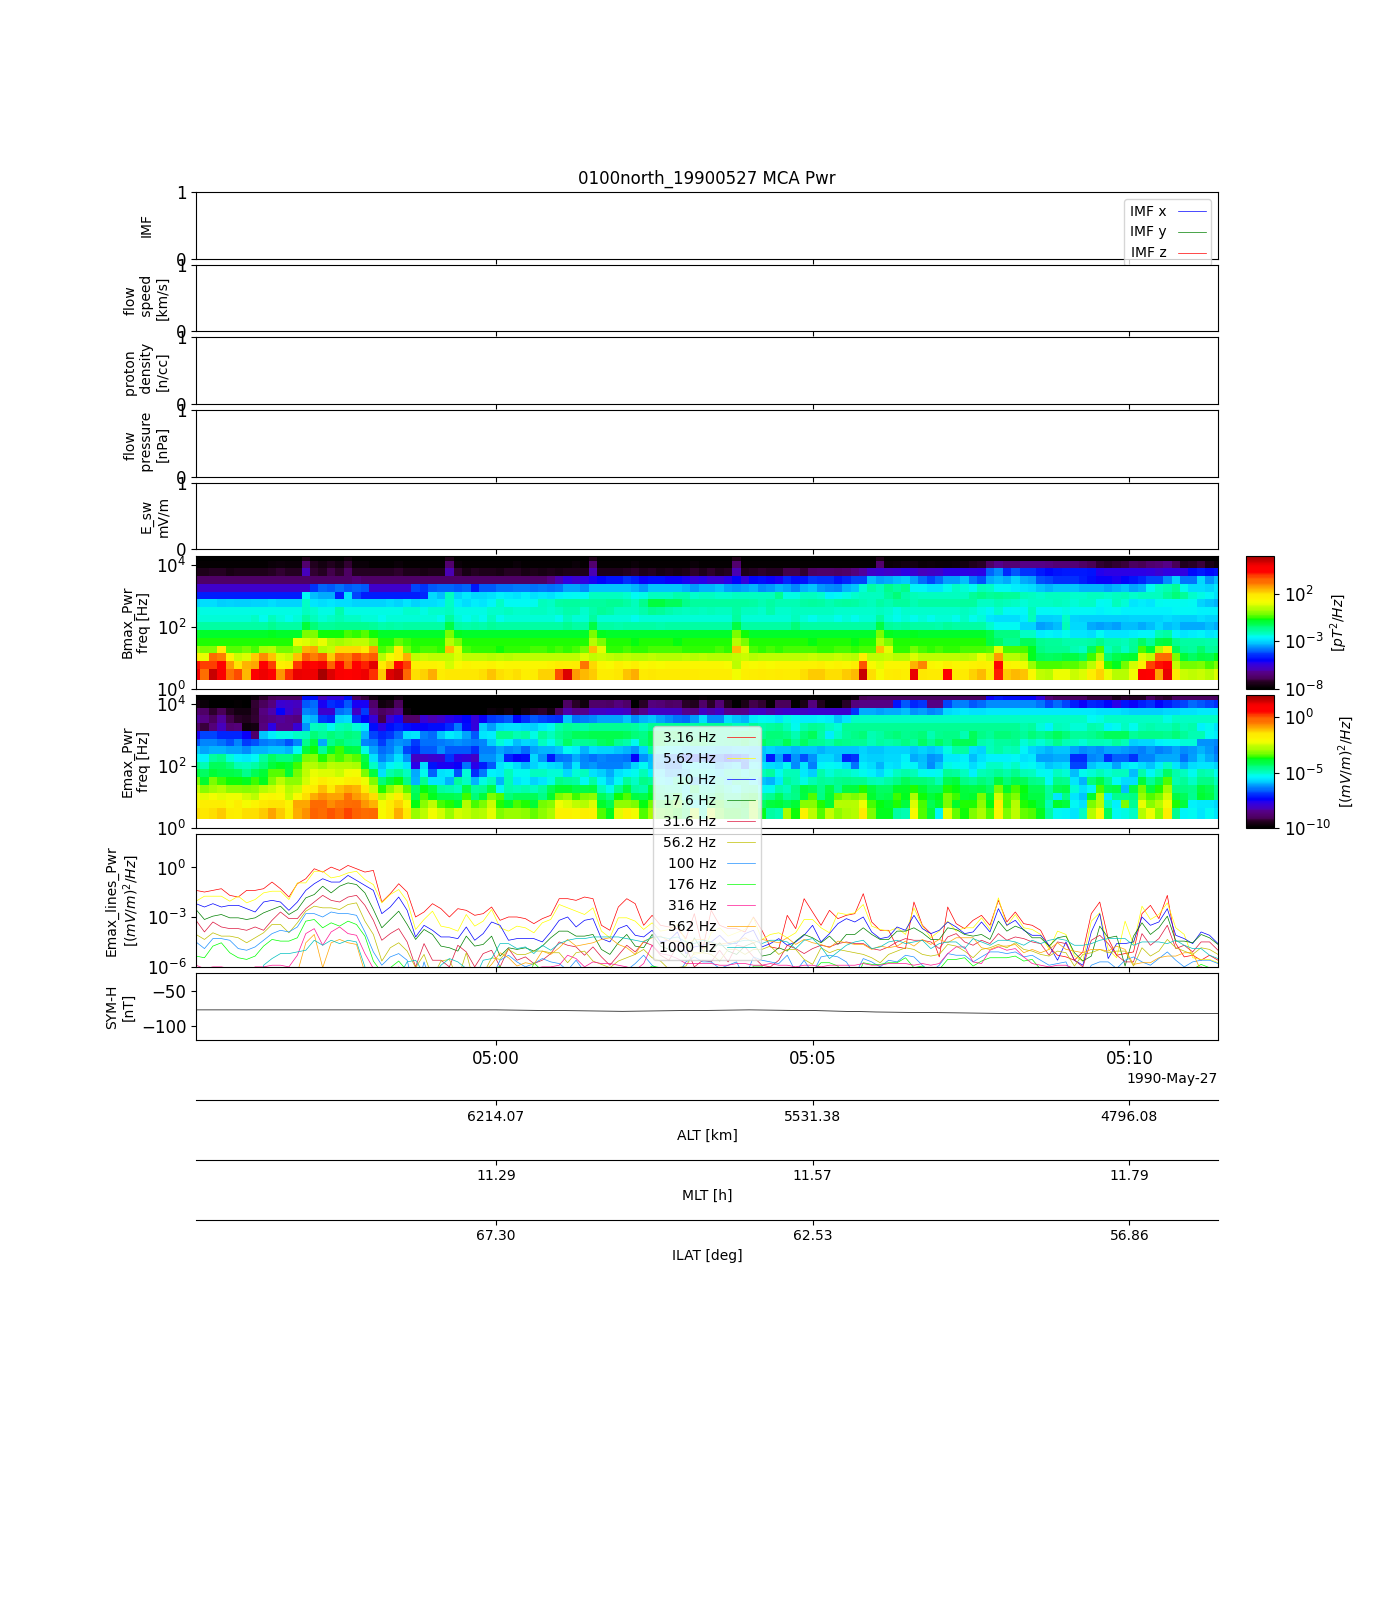 0100north_19900527 MCA Pwr
1
0
IMF
IMF x
IMF y
IMF z
1
0
flow
speed
[km/s]
1
0
proton
density
[n/cc]
1
0
flow
pressure
[nPa]
1
0
E_sw
mV/m
10^4
10^2
10^0
Bmax_Pwr
freq [Hz]
10^2
10^-3
10^-8
[pT^2/Hz]
10^4
10^2
10^0
Emax_Pwr
freq [Hz]
10^0
10^-5
10^-10
[(mV/m)^2/Hz]
3.16 Hz
5.62 Hz
10 Hz
17.6 Hz
31.6 Hz
56.2 Hz
100 Hz
176 Hz
316 Hz
562 Hz
1000 Hz
10^0
10^-3
10^-6
Emax_lines_Pwr
[(mV/m)^2/Hz]
−50
−100
SYM-H
[nT]
05:00 05:05 05:10
1990-May-27
6214.07 5531.38 4796.08
ALT [km]
11.29 11.57 11.79
MLT [h]
67.30 62.53 56.86
ILAT [deg]